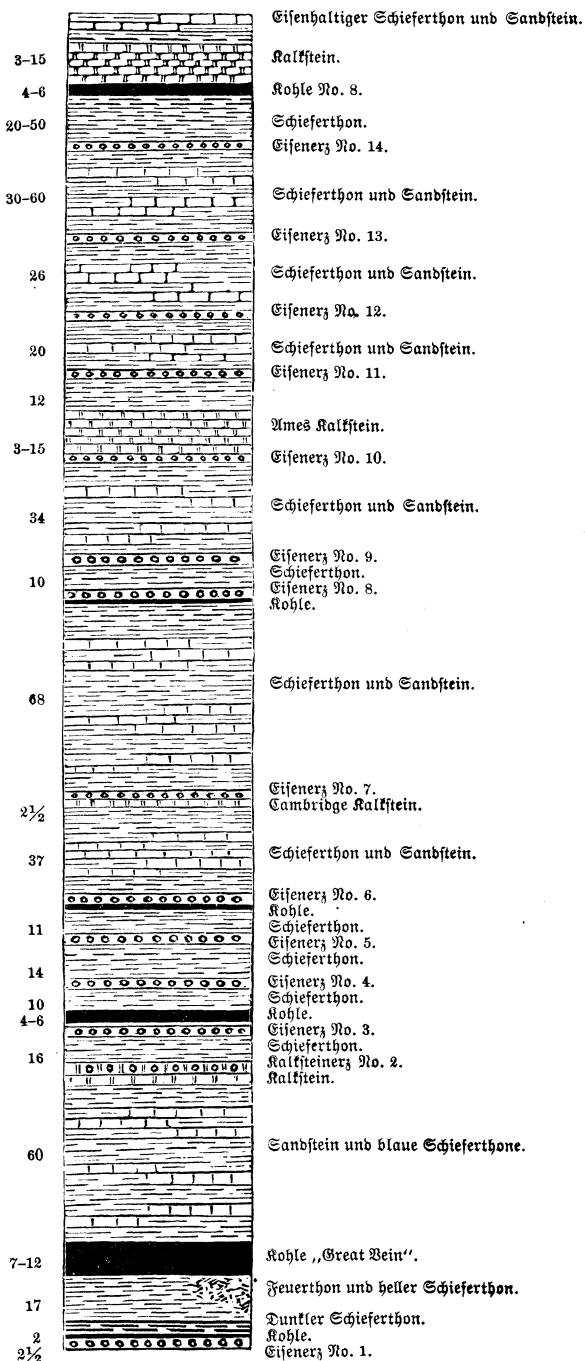 Eisenhaltiger Schieferthon und Sandstein.
3-15 Kalkstein.
4-6 Kohle No. 8.
20-50 Schieferthon.
Eisenerz No. 14.
30-60 Schieferthon und Sandstein.
Eisenerz No. 13.
26 Schieferthon und Sandstein.
Eisenerz No. 12.
20 Schieferthon und Sandstein.
Eisenerz No. 11.
12
Ames Kalkstein.
3-15
Eisenerz No. 10.
34 Schieferthon und Sandstein.
Eisenerz No. 9.
10 Schieferthon.
Eisenerz No. 8.
Kohle.
68 Schieferthon und Sandstein.
Eisenerz No. 7.
2½ Cambridge Kalkstein.
37 Schieferthon und Sandstein.
Eisenerz No. 6.
Kohle.
11 Schieferthon.
Eisenerz No. 5.
Schieferthon.
14
Eisenerz No. 4.
10 Schieferthon.
4-6 Kohle.
Eisenerz No. 3.
Schieferthon.
16 Kalksteinerz No. 2.
Kalkstein.
60 Sandstein und blaue Schieferthone.
7-12 Kohle „Great Vein“.
Feuerthon und heller Schieferthon.
17
Dunkler Schieferthon.
2 Kohle.
2½ Eisenerz No. 1.